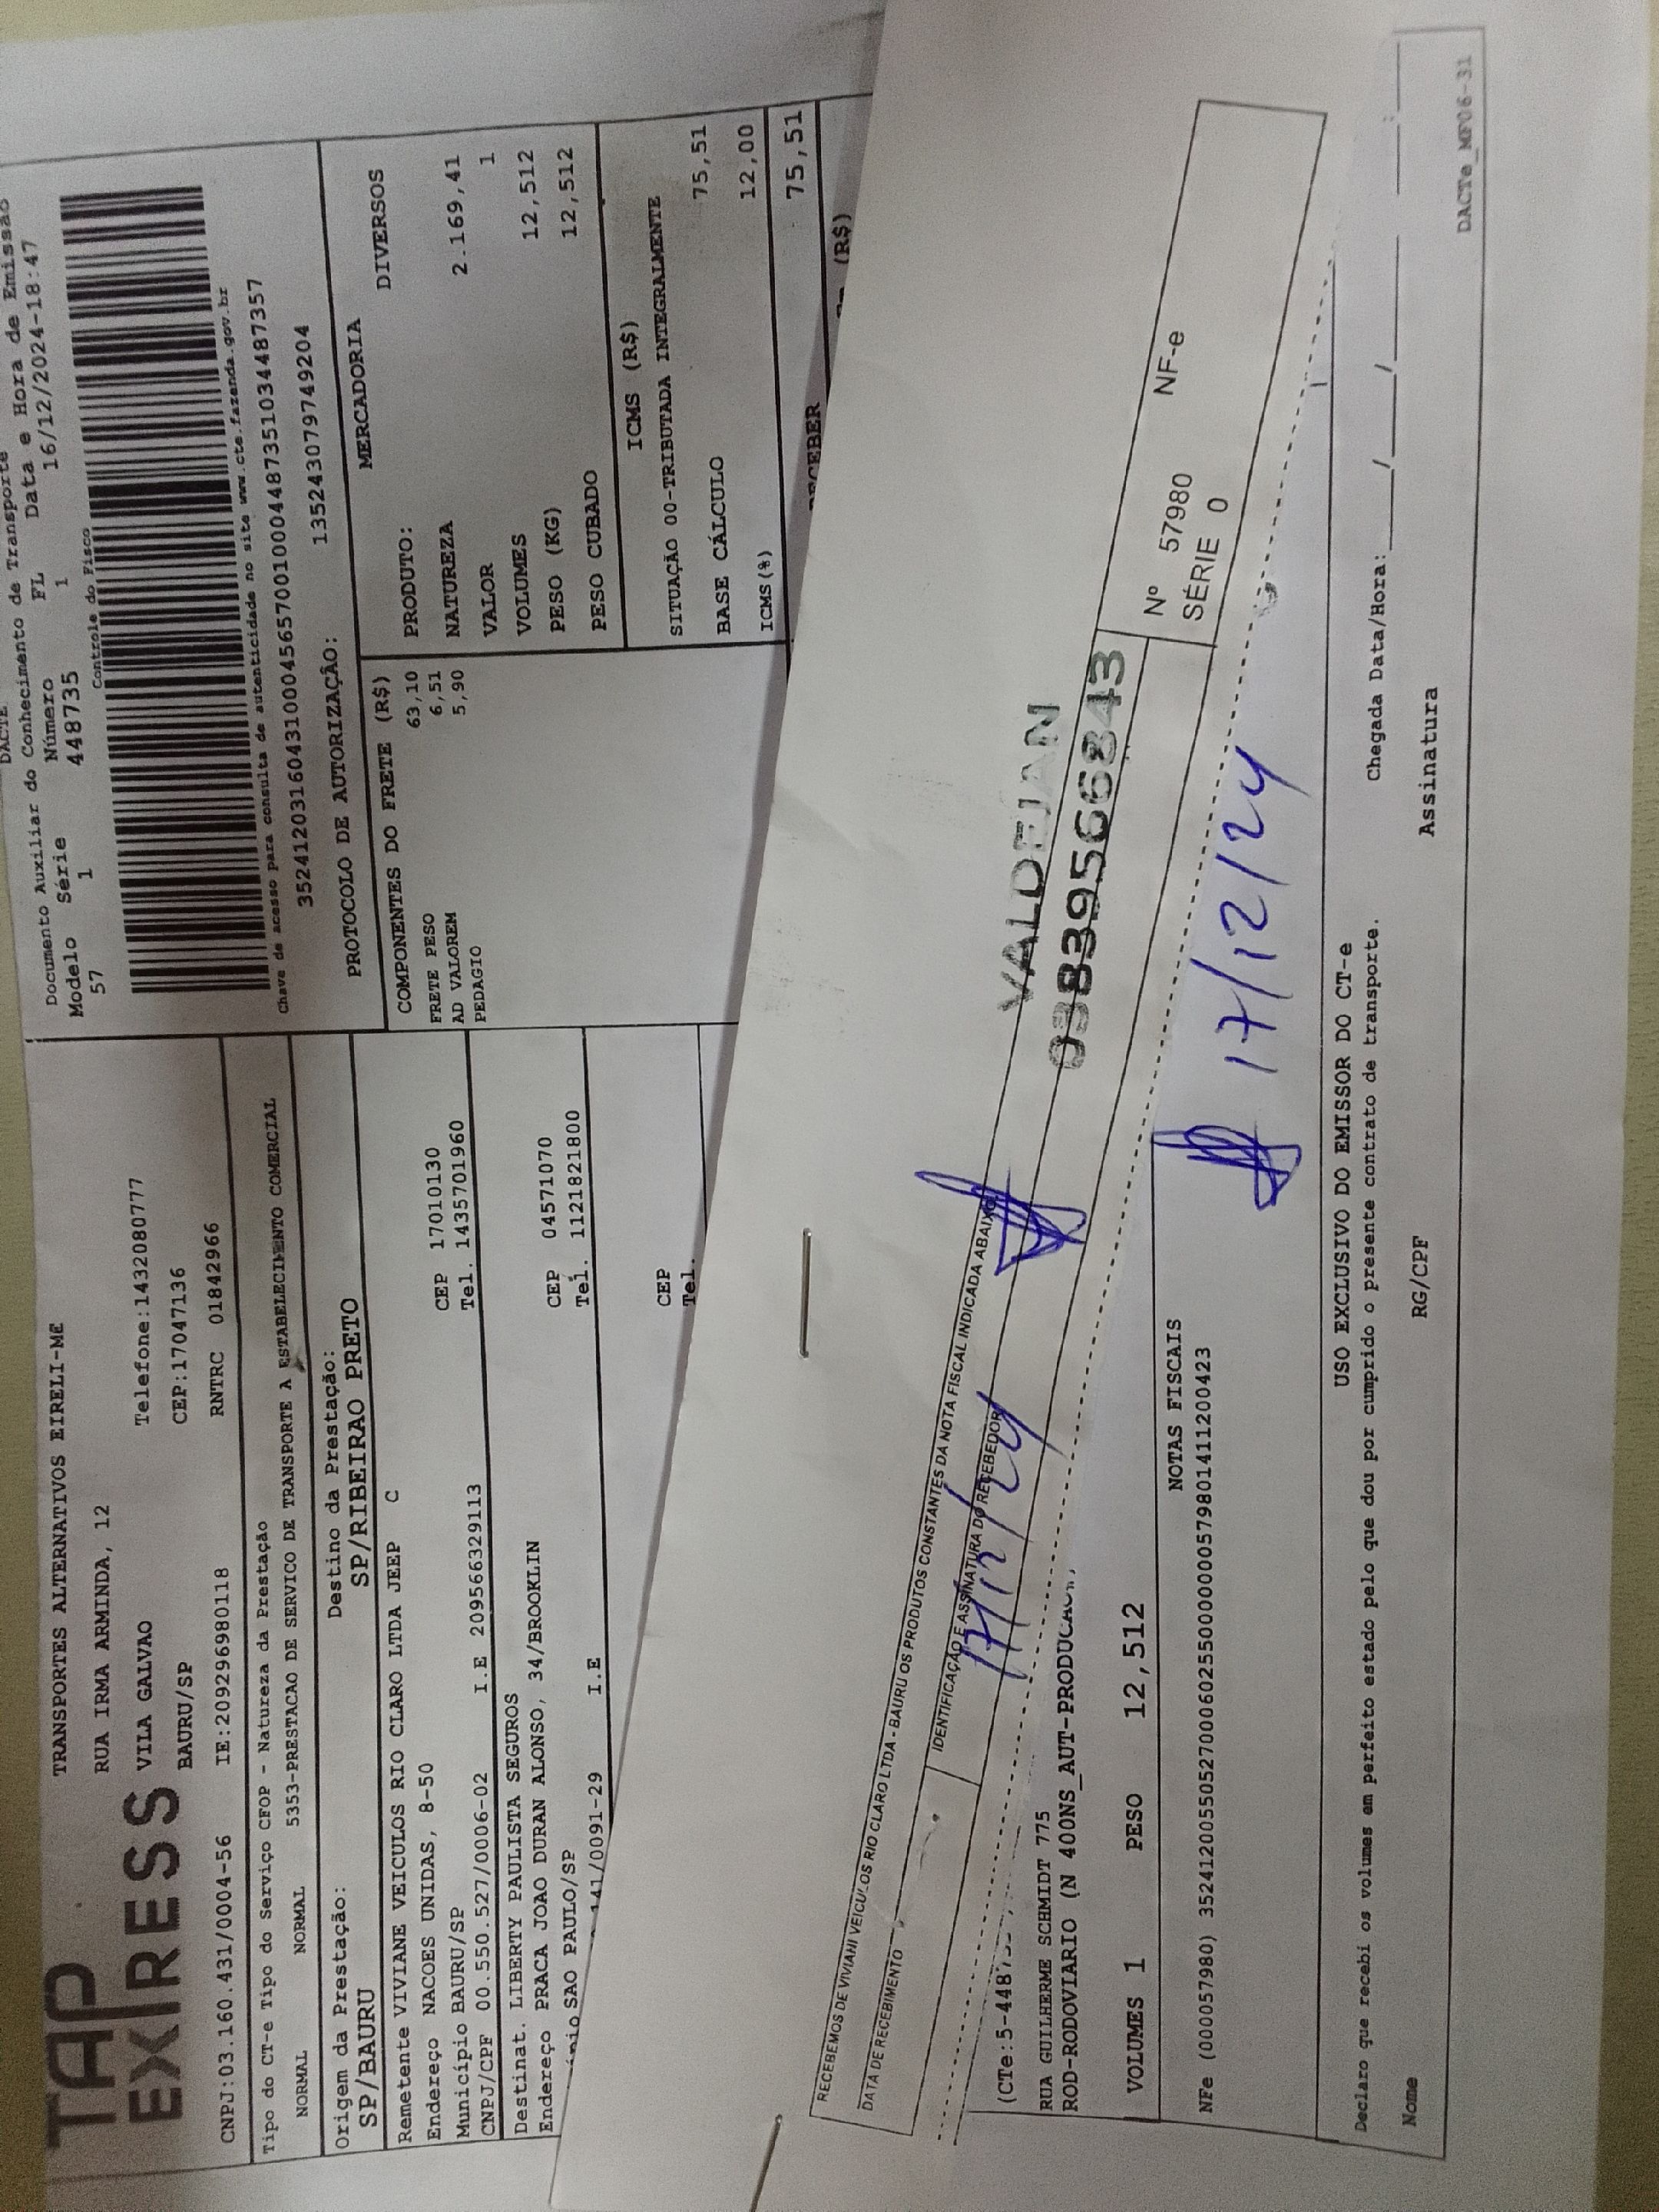 TAP
EXPRESS
TRANSPORTES ALTERNATIVOS EIRELI-ME
RUA IRMA ARMINDA, 12
VILA GALVAO Telefone:1432080777
BAURU/SP CEP:17047136
CNPJ:03.160.431/0004-56 IE:209296980118 RNTRC 01842966
Tipo do CT-e Tipo do Serviço CFOP - Natureza da Prestação
NORMAL NORMAL 5353-PRESTACAO DE SERVICO DE TRANSPORTE A ESTABELECIMENTO COMERCIAL
Origem da Prestação: Destino da Prestação:
SP/BAURU SP/RIBEIRAO PRETO
Remetente VIVIANE VEICULOS RIO CLARO LTDA JEEP C
Endereço NACOES UNIDAS, 8-50 CEP 17010130
Município BAURU/SP Tel. 1435701960
CNPJ/CPF 00.550.527/0006-02 I.E 209566329113
Destinat. LIBERTY PAULISTA SEGUROS
Endereço PRACA JOAO DURAN ALONSO, 34/BROOKLIN CEP 04571070
SAO PAULO/SP Tel. 1121821800
141/0091-29 I.E
CEP
Tel.
DACTE
Documento Auxiliar do Conhecimento de Transporte
Modelo Série Número FL Data e Hora de Emissão
57 1 448735 1 16/12/2024-18:47
Controle do Fisco
Chave de acesso para consulta de autenticidade no site www.cte.fazenda.gov.br
35241203160431000456570010004487351034487357
PROTOCOLO DE AUTORIZAÇÃO: 135243079749204
COMPONENTES DO FRETE (R$)
FRETE PESO 63,10
AD VALOREM 6,51
PEDAGIO 5,90
MERCADORIA
PRODUTO: DIVERSOS
NATUREZA
VALOR 2.169,41
VOLUMES 1
PESO (KG) 12,512
PESO CUBADO 12,512
ICMS (R$)
SITUAÇÃO 00-TRIBUTADA INTEGRALMENTE
BASE CÁLCULO 75,51
ICMS(%) 12,00
75,51
RECEBER (R$)
RECEBEMOS DE VIVIANI VEICULOS RIO CLARO LTDA - BAURU OS PRODUTOS CONSTANTES DA NOTA FISCAL INDICADA ABAIXO
DATA DE RECEBIMENTO IDENTIFICAÇÃO E ASSINATURA DO RECEBEDOR
17/12/24
VALDEJAN
03839566843
NF-e
Nº 57980
SÉRIE 0
(CTe:5-448735
RUA GUILHERME SCHMIDT 775
ROD-RODOVIARIO (N 400NS_AUT-PRODUCAO
VOLUMES 1 PESO 12,512
NOTAS FISCAIS
NFe (000057980) 35241200550527000602550000000579801411200423
17/12/24
USO EXCLUSIVO DO EMISSOR DO CT-e
Declaro que recebi os volumes em perfeito estado pelo que dou por cumprido o presente contrato de transporte. Chegada Data/Hora: / / :
Nome RG/CPF Assinatura
DACTe_MF06-31